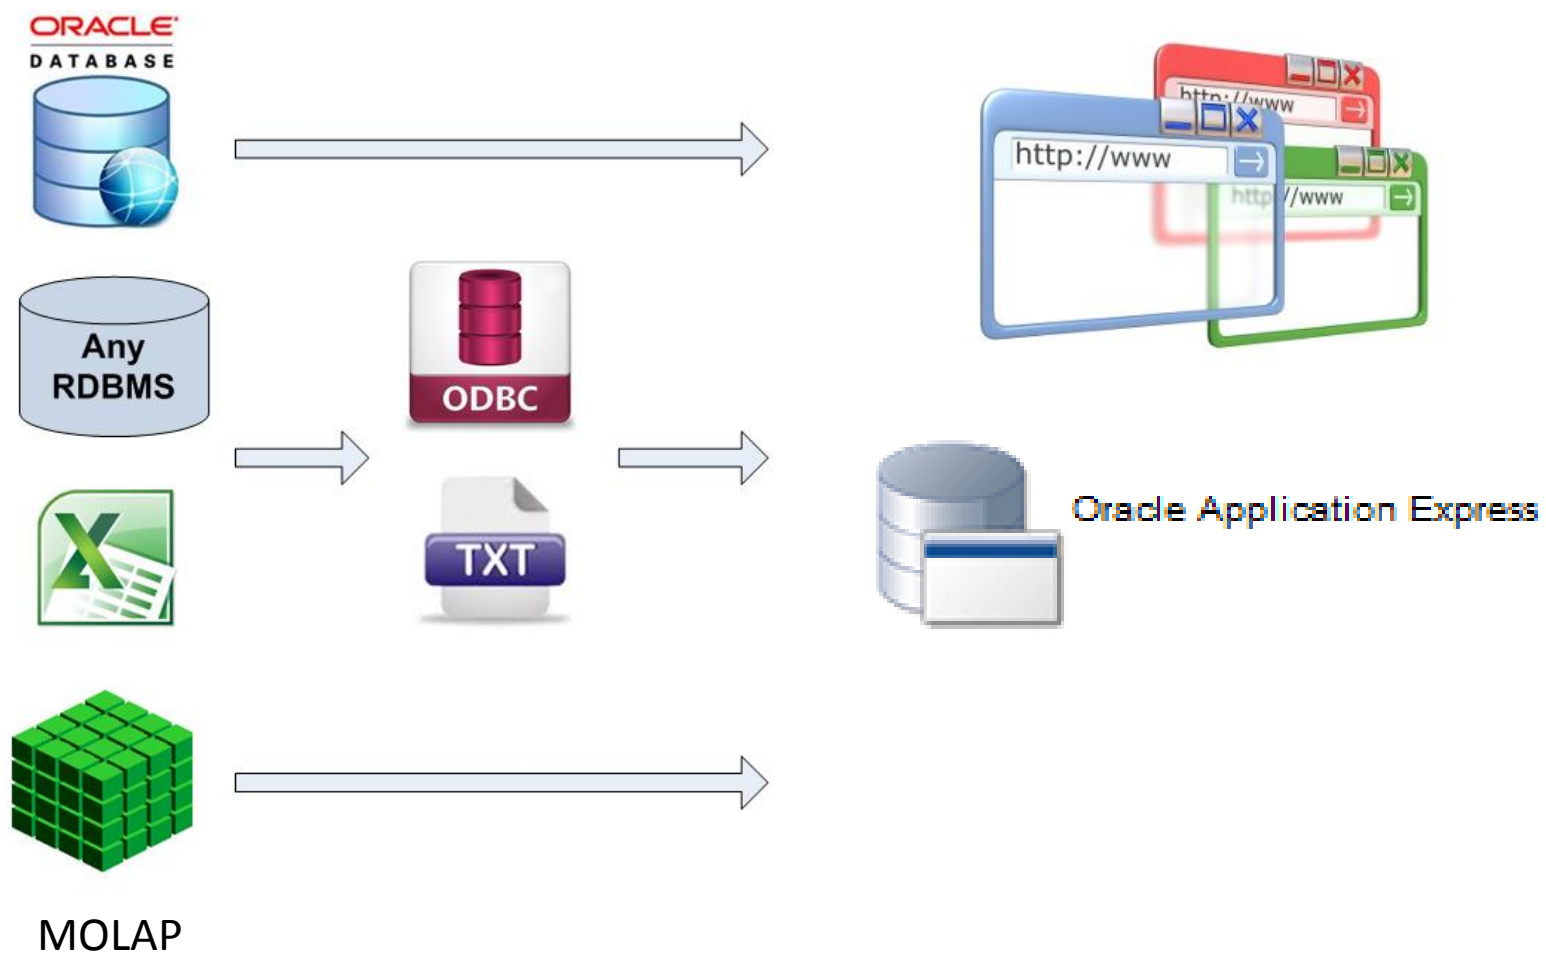 ORACLE
DATABASE
http://www
http://www
http://www
Any
RDBMS
ODBC
TXT
Oracle Application Express
MOLAP